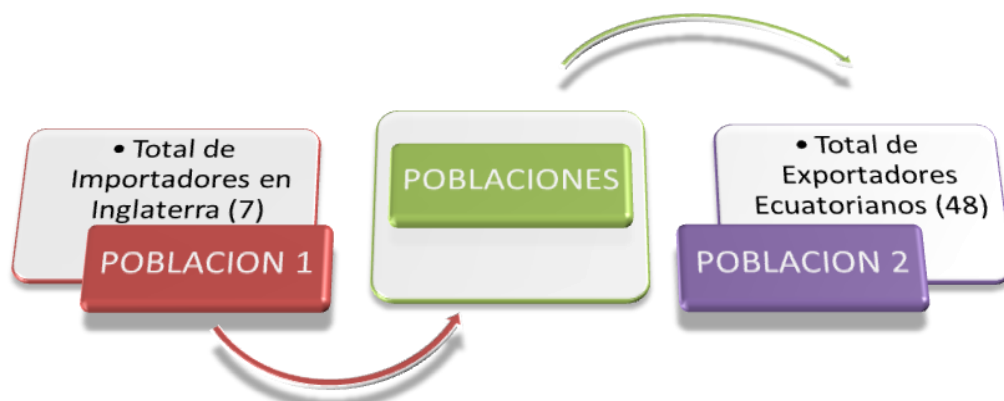 • Total de
Importadores en
Inglaterra (7)
POBLACION 1
POBLACIONES
• Total de
Exportadores
Ecuatorianos (48)
POBLACION 2